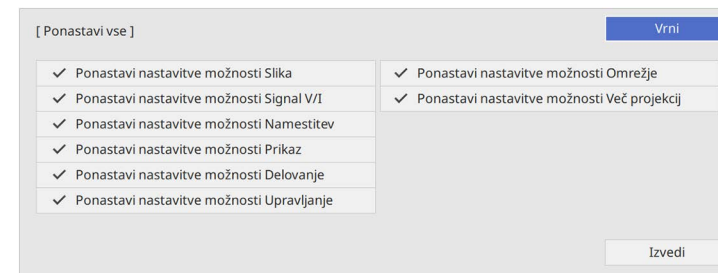 [ Ponastavi vse ]
Vrni
Ponastavi nastavitve možnosti Slika
Ponastavi nastavitve možnosti Signal V/I
Ponastavi nastavitve možnosti Namestitev
Ponastavi nastavitve možnosti Prikaz
Ponastavi nastavitve možnosti Delovanje
Ponastavi nastavitve možnosti Upravljanje
Ponastavi nastavitve možnosti Omrežje
Ponastavi nastavitve možnosti Več projekcij
Izvedi